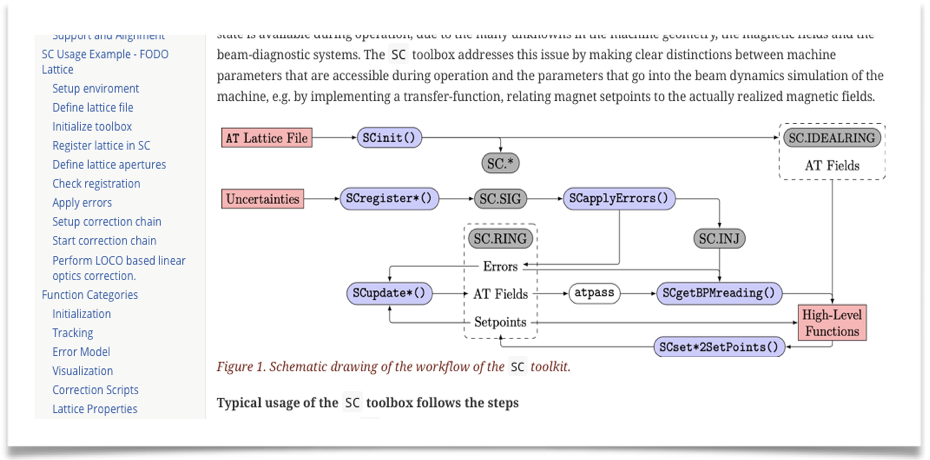 Support and Alignment
SC Usage Example - FODO
Lattice
Setup enviroment
Define lattice file
Initialize toolbox
Register lattice in SC
Define lattice apertures
Check registration
Apply errors
Setup correction chain
Start correction chain
Perform LOCO based linear
optics correction.
Function Categories
Initialization
Tracking
Error Model
Visualization
Correction Scripts
Lattice Properties
state is available during operation, due to the many unknowns in the machine geometry, the magnetic fields and the
beam-diagnostic systems. The SC toolbox addresses this issue by making clear distinctions between machine
parameters that are accessible during operation and the parameters that go into the beam dynamics simulation of the
machine, e.g. by implementing a transfer-function, relating magnet setpoints to the actually realized magnetic fields.
AT Lattice File
SCinit()
SC.IDEALRING
SC.*
AT Fields
Uncertainties
SCregister*()
SC.SIG
SCapplyErrors()
SC.RING
SC.INJ
Errors
SCupdate*()
AT Fields
atpass
SCgetBPMreading()
Setpoints
High-Level
Functions
SCset*2SetPoints()
Figure 1. Schematic drawing of the workflow of the SC toolkit.
Typical usage of the SC toolbox follows the steps